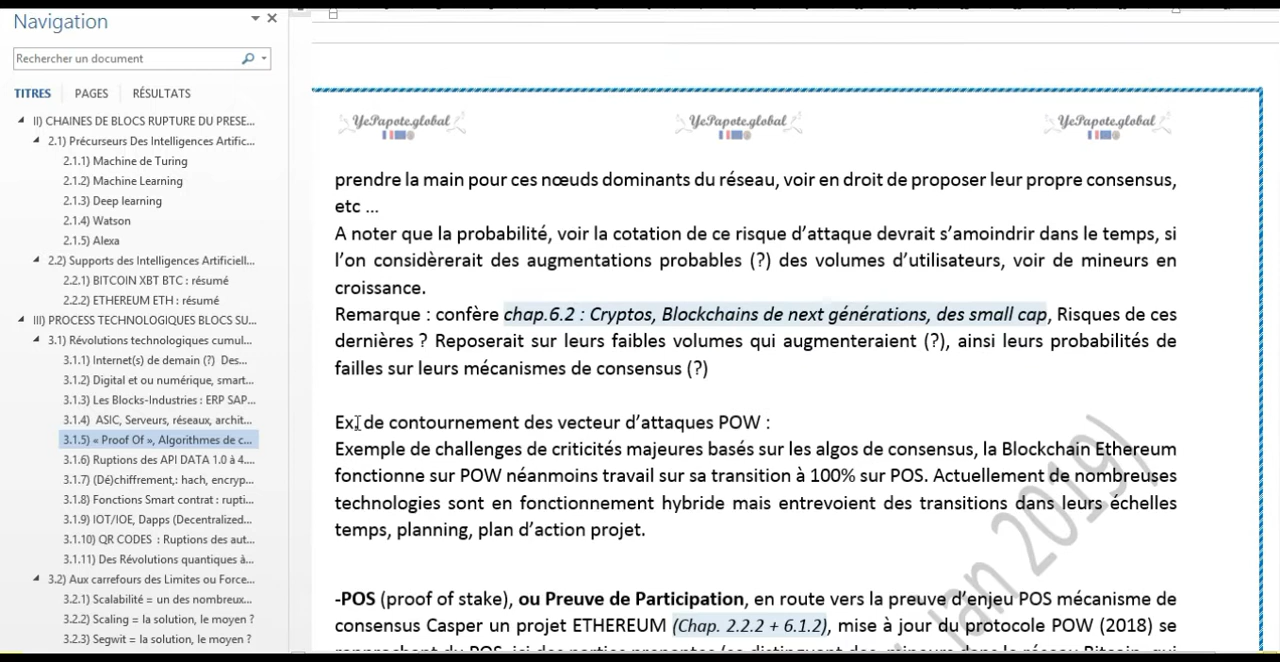 Navigation
Rechercher un document
TITRES PAGES RÉSULTATS
II) CHAINES DE BLOCS RUPTURE DU PRESE...
2.1) Précurseurs Des Intelligences Artific...
2.1.1) Machine de Turing
2.1.2) Machine Learning
2.1.3) Deep learning
2.1.4) Watson
2.1.5) Alexa
2.2) Supports des Intelligences Artificiell...
2.2.1) BITCOIN XBT BTC : résumé
2.2.2) ETHEREUM ETH : résumé
III) PROCESS TECHNOLOGIQUES BLOCS SU...
3.1) Révolutions technologiques cumul...
3.1.1) Internet(s) de demain (?) Des...
3.1.2) Digital et ou numérique, smart...
3.1.3) Les Blocks-Industries : ERP SAP...
3.1.4) ASIC, Serveurs, réseaux, archit...
3.1.5) « Proof Of », Algorithmes de c...
3.1.6) Ruptions des API DATA 1.0 à 4....
3.1.7) (Dé)chiffrement,: hach, encryp...
3.1.8) Fonctions Smart contrat : rupti...
3.1.9) IOT/IOE, Dapps (Decentralized...
3.1.10) QR CODES : Ruptions des aut...
3.1.11) Des Révolutions quantiques à...
3.2) Aux carrefours des Limites ou Force...
3.2.1) Scalabilité = un des nombreux...
3.2.2) Scaling = la solution, le moyen ?
3.2.3) Segwit = la solution, le moyen ?
YePapote.global YePapote.global YePapote.global
prendre la main pour ces nœuds dominants du réseau, voir en droit de proposer leur propre consensus,
etc ...
A noter que la probabilité, voir la cotation de ce risque d'attaque devrait s'amoindrir dans le temps, si
l'on considèrerait des augmentations probables (?) des volumes d'utilisateurs, voir de mineurs en
croissance.
Remarque : confère chap.6.2 : Cryptos, Blockchains de next générations, des small cap, Risques de ces
dernières ? Reposerait sur leurs faibles volumes qui augmenteraient (?), ainsi leurs probabilités de
failles sur leurs mécanismes de consensus (?)
Ex de contournement des vecteur d'attaques POW :
Exemple de challenges de criticités majeures basés sur les algos de consensus, la Blockchain Ethereum
fonctionne sur POW néanmoins travail sur sa transition à 100% sur POS. Actuellement de nombreuses
technologies sont en fonctionnement hybride mais entrevoient des transitions dans leurs échelles
temps, planning, plan d'action projet.
-POS (proof of stake), ou Preuve de Participation, en route vers la preuve d'enjeu POS mécanisme de
consensus Casper un projet ETHEREUM (Chap. 2.2.2 + 6.1.2), mise à jour du protocole POW (2018) se
Jan 2019)